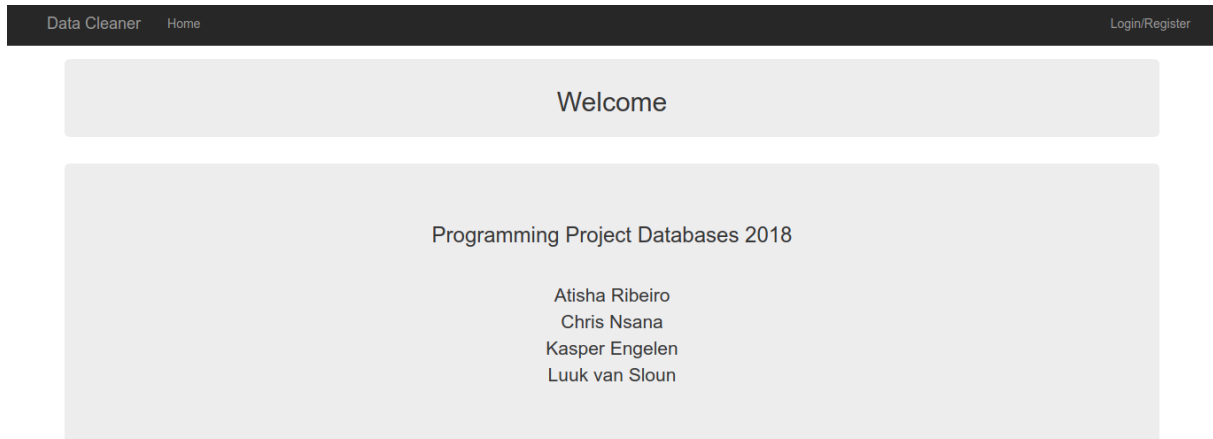 Data Cleaner Home Login/Register
Welcome
Programming Project Databases 2018
Atisha Ribeiro
Chris Nsana
Kasper Engelen
Luuk van Sloun